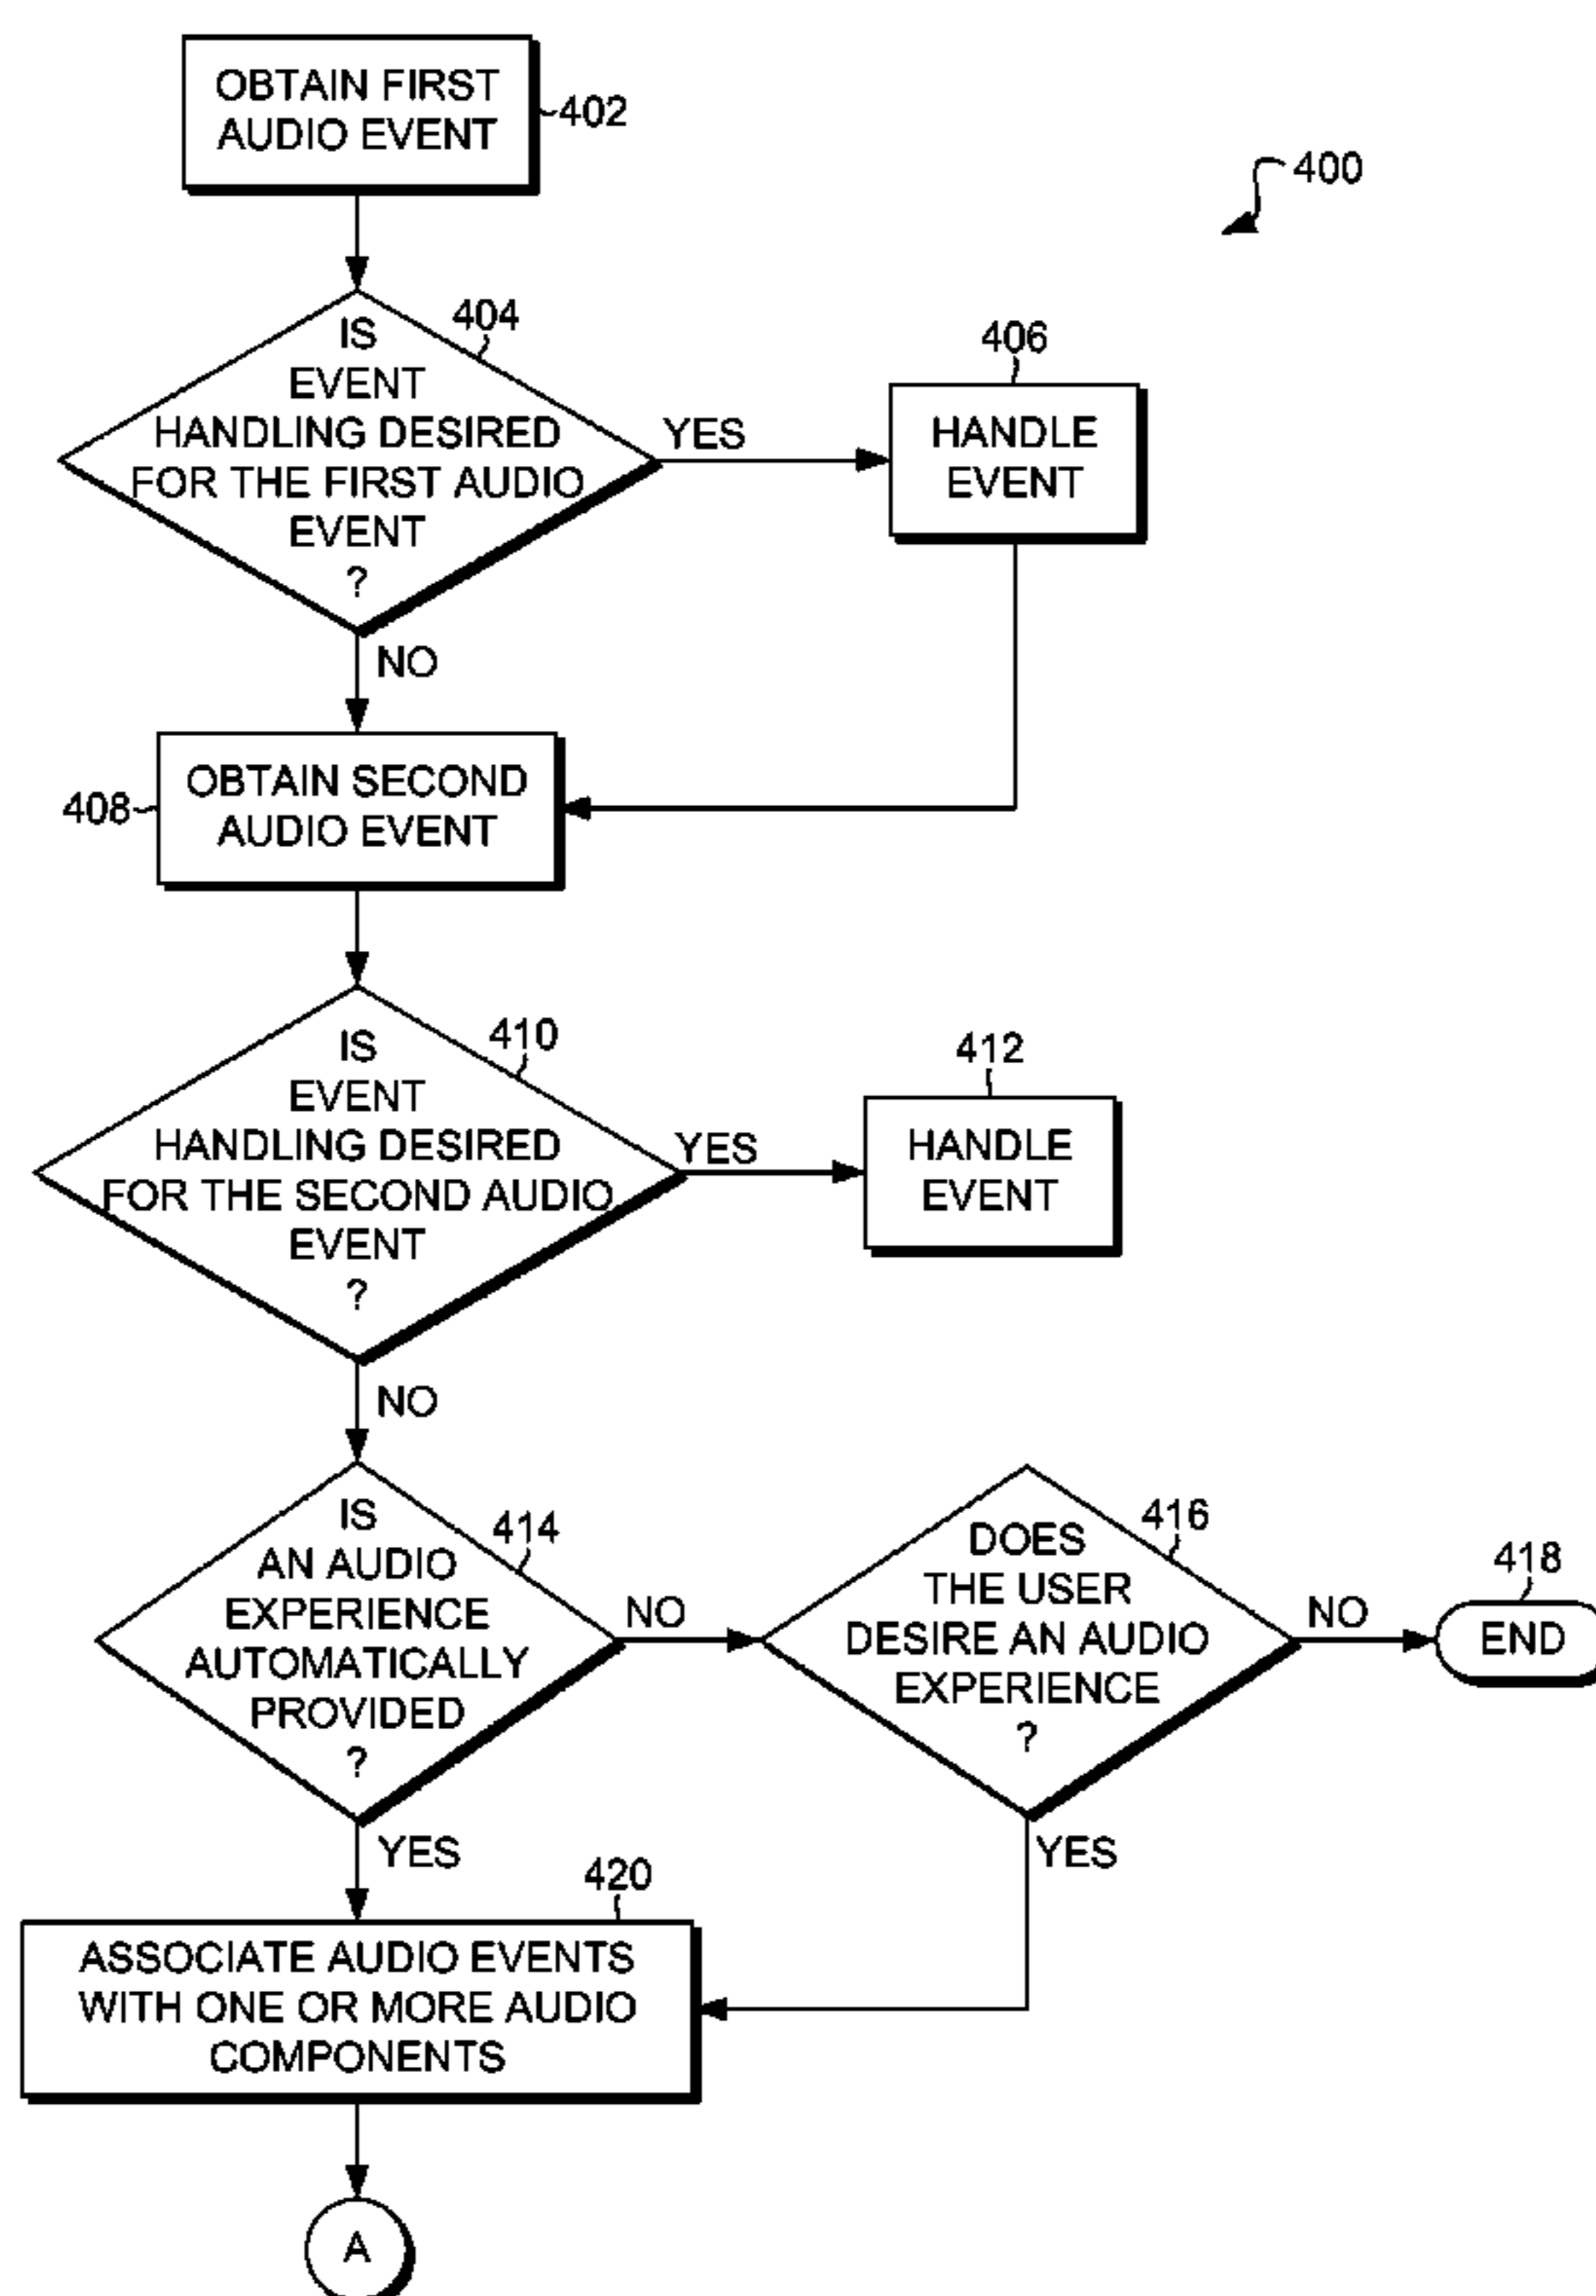 OBTAIN FIRST
AUDIO EVENT
402
400
404
IS
EVENT
HANDLING DESIRED
FOR THE FIRST AUDIO
EVENT
?
YES
406
HANDLE
EVENT
NO
408
OBTAIN SECOND
AUDIO EVENT
410
IS
EVENT
HANDLING DESIRED
FOR THE SECOND AUDIO
EVENT
?
YES
412
HANDLE
EVENT
NO
414
IS
AN AUDIO
EXPERIENCE
AUTOMATICALLY
PROVIDED
?
NO
416
DOES
THE USER
DESIRE AN AUDIO
EXPERIENCE
?
NO
418
END
YES
YES
420
ASSOCIATE AUDIO EVENTS
WITH ONE OR MORE AUDIO
COMPONENTS
A